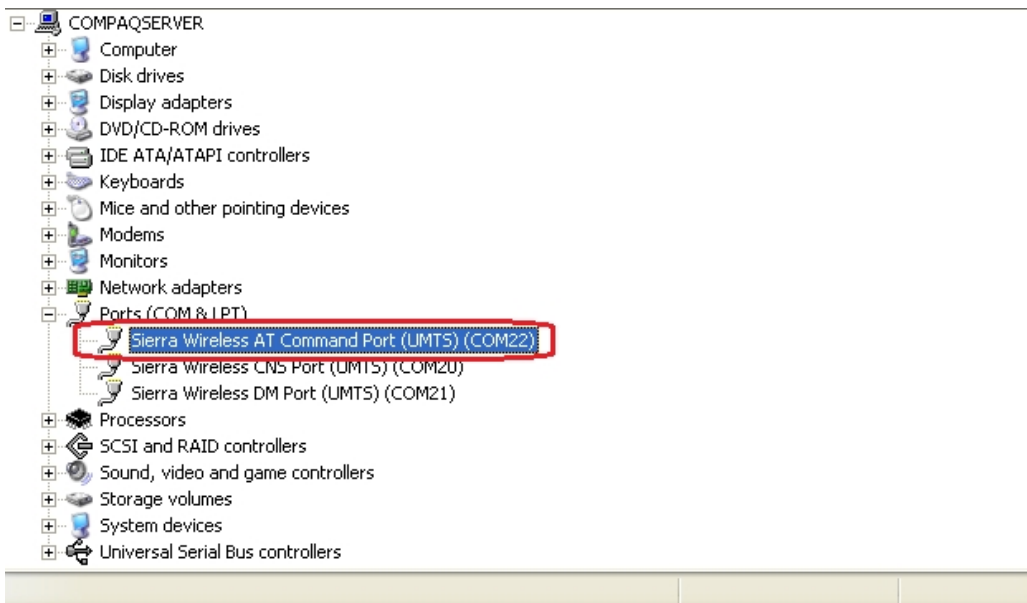 COMPAQSERVER
Computer
Disk drives
Display adapters
DVD/CD-ROM drives
IDE ATA/ATAPI controllers
Keyboards
Mice and other pointing devices
Modems
Monitors
Network adapters
Ports (COM & LPT)
Sierra Wireless AT Command Port (UMTS) (COM22)
Sierra Wireless CNS Port (UMTS) (COM20)
Sierra Wireless DM Port (UMTS) (COM21)
Processors
SCSI and RAID controllers
Sound, video and game controllers
Storage volumes
System devices
Universal Serial Bus controllers